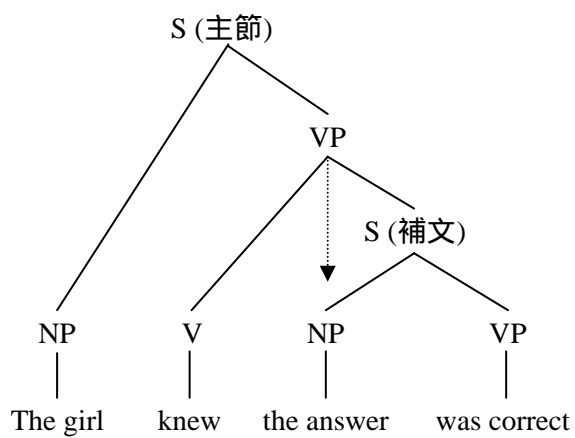 S (主節)
VP
S (補文)
NP V NP VP
The girl knew the answer was correct